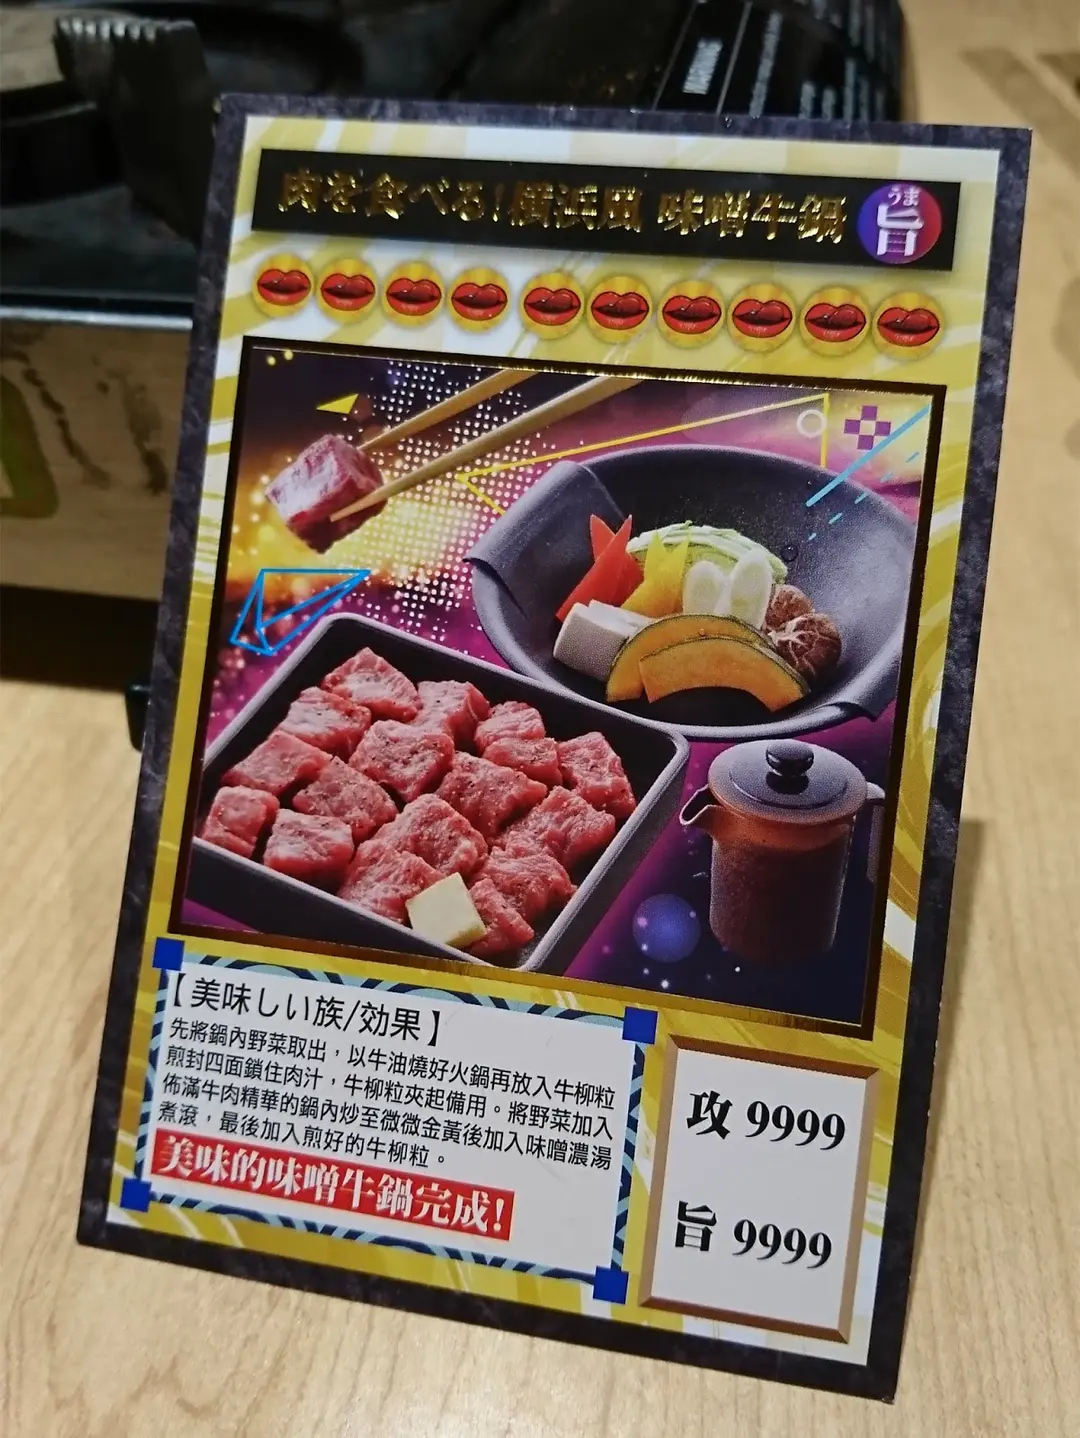 WARNING
肉を食べる!横浜風 味噌牛鍋
うま
旨
【美味しい族/効果】
先將鍋內野菜取出，以牛油燒好火鍋再放入牛柳粒
煎封四面鎖住肉汁，牛柳粒夾起備用。將野菜加入
佈滿牛肉精華的鍋內炒至微微金黃後加入味噌濃湯
煮滾，最後加入煎好的牛柳粒。
美味的味噌牛鍋完成!
攻 9999
旨 9999